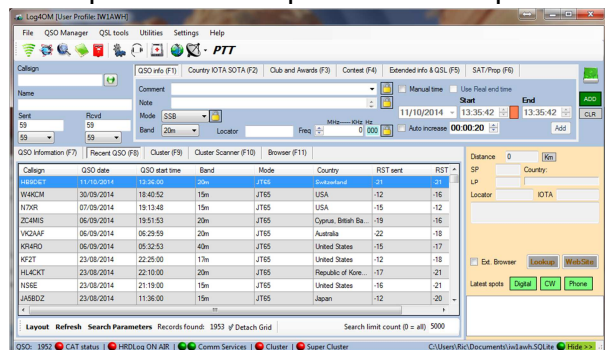 Log4OM [User Profile: IW1AWH]
File QSO Manager QSL tools Utilities Settings Help
PTT
Callsign
Name
Sent Rcvd
59 59
59 59
QSO info (F1) Country IOTA SOTA (F2) Club and Awards (F3) Contest (F4) Extended info & QSL (F5) SAT/Prop (F6)
Comment
Note
Mode SSB
Band 20m Locator Freq 0 000
MHz KHz Hz
Manual time Use Real end time
Start End
11/10/2014 13:35:42 13:35:42
Auto increase 00:00:20 Add
ADD
CLR
QSO Information (F7) Recent QSO (F8) Cluster (F9) Cluster Scanner (F10) Browser (F11)
Callsign QSO date QSO start time Band Mode Country RST sent RST
HB9DET 11/10/2014 13:36:00 20m JT65 Switzerland -31 -31
W4KCM 30/09/2014 18:40:52 15m JT65 USA -12 -16
N7XR 07/09/2014 19:13:48 15m JT65 USA -15 -12
ZC4MIS 06/09/2014 19:51:53 20m JT65 Cyprus, British Ba... -19 -16
VK2AAF 06/09/2014 06:29:59 20m JT65 Australia -22 -18
KR4RO 06/09/2014 05:32:53 40m JT65 United States -15 -17
KF2T 23/08/2014 22:25:00 17m JT65 United States -12 -18
HL4CKT 23/08/2014 22:10:00 20m JT65 Republic of Kore... -17 -21
NS6E 23/08/2014 21:19:00 15m JT65 United States -16 -21
JA5BDZ 23/08/2014 11:36:00 15m JT65 Japan -12 -20
Layout Refresh Search Parameters Records found: 1953 Detach Grid Search limit count (0 = all) 5000
Distance 0 Km
SP Country:
LP
Locator IOTA
Ext. Browser Lookup WebSite
Latest spots Digital CW Phone
QSO: 1952 CAT status | HRDLog ON AIR | Comm Services | Cluster | Super Cluster C:\Users\Ric\Documents\iw1awh.SQLite Hide >>